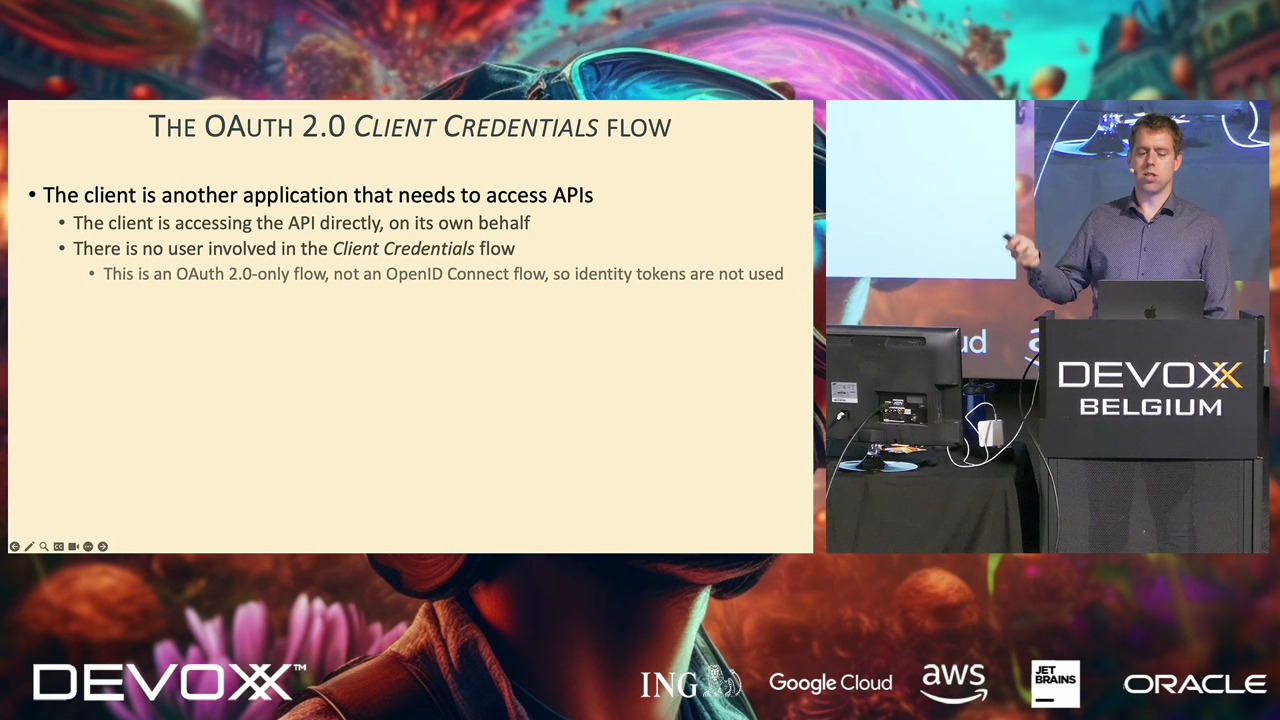 THE OAUTH 2.0 CLIENT CREDENTIALS FLOW
• The client is another application that needs to access APIs
• The client is accessing the API directly, on its own behalf
• There is no user involved in the Client Credentials flow
• This is an OAuth 2.0-only flow, not an OpenID Connect flow, so identity tokens are not used
ud
DEVOXX
BELGIUM
DEVOXX™
ING
Google Cloud
aws
JET
BRAINS
ORACLE